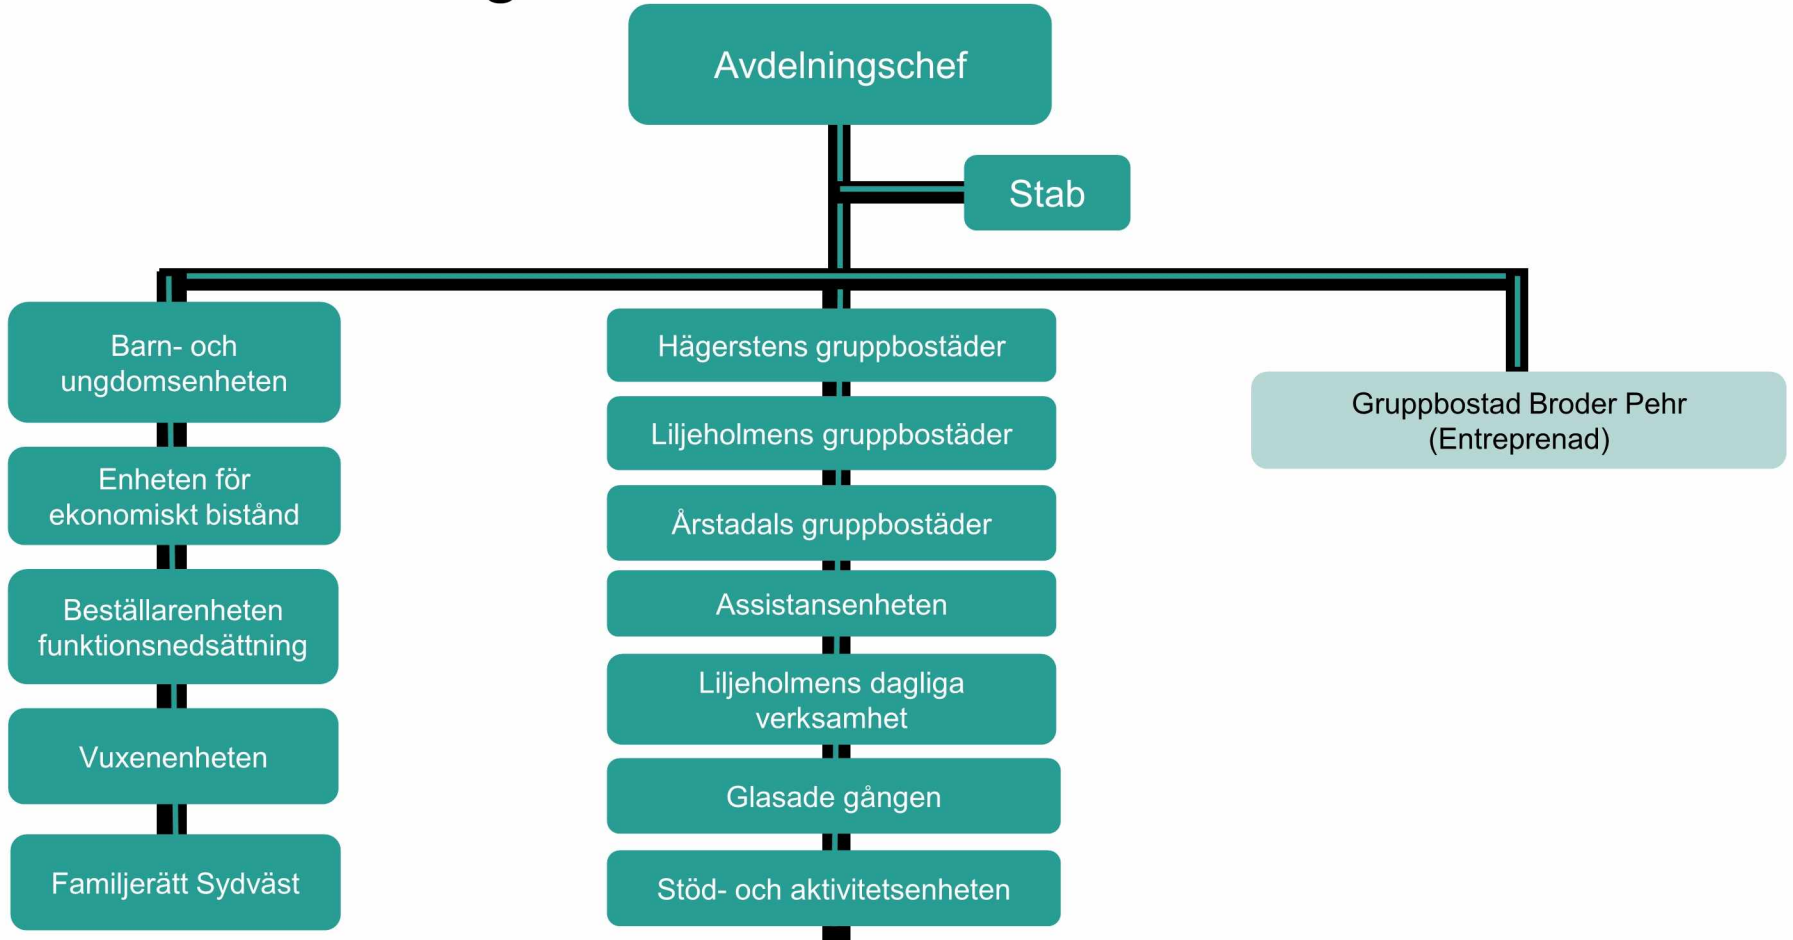 Avdelningschef
Stab
Barn- och
ungdomsenheten
Enheten för
ekonomiskt bistånd
Beställarenheten
funktionsnedsättning
Vuxenenheten
Familjerätt Sydväst
Hägerstens gruppbostäder
Liljeholmens gruppbostäder
Årstadals gruppbostäder
Assistansenheten
Liljeholmens dagliga
verksamhet
Glasade gången
Stöd- och aktivitetsenheten
Gruppbostad Broder Pehr
(Entreprenad)